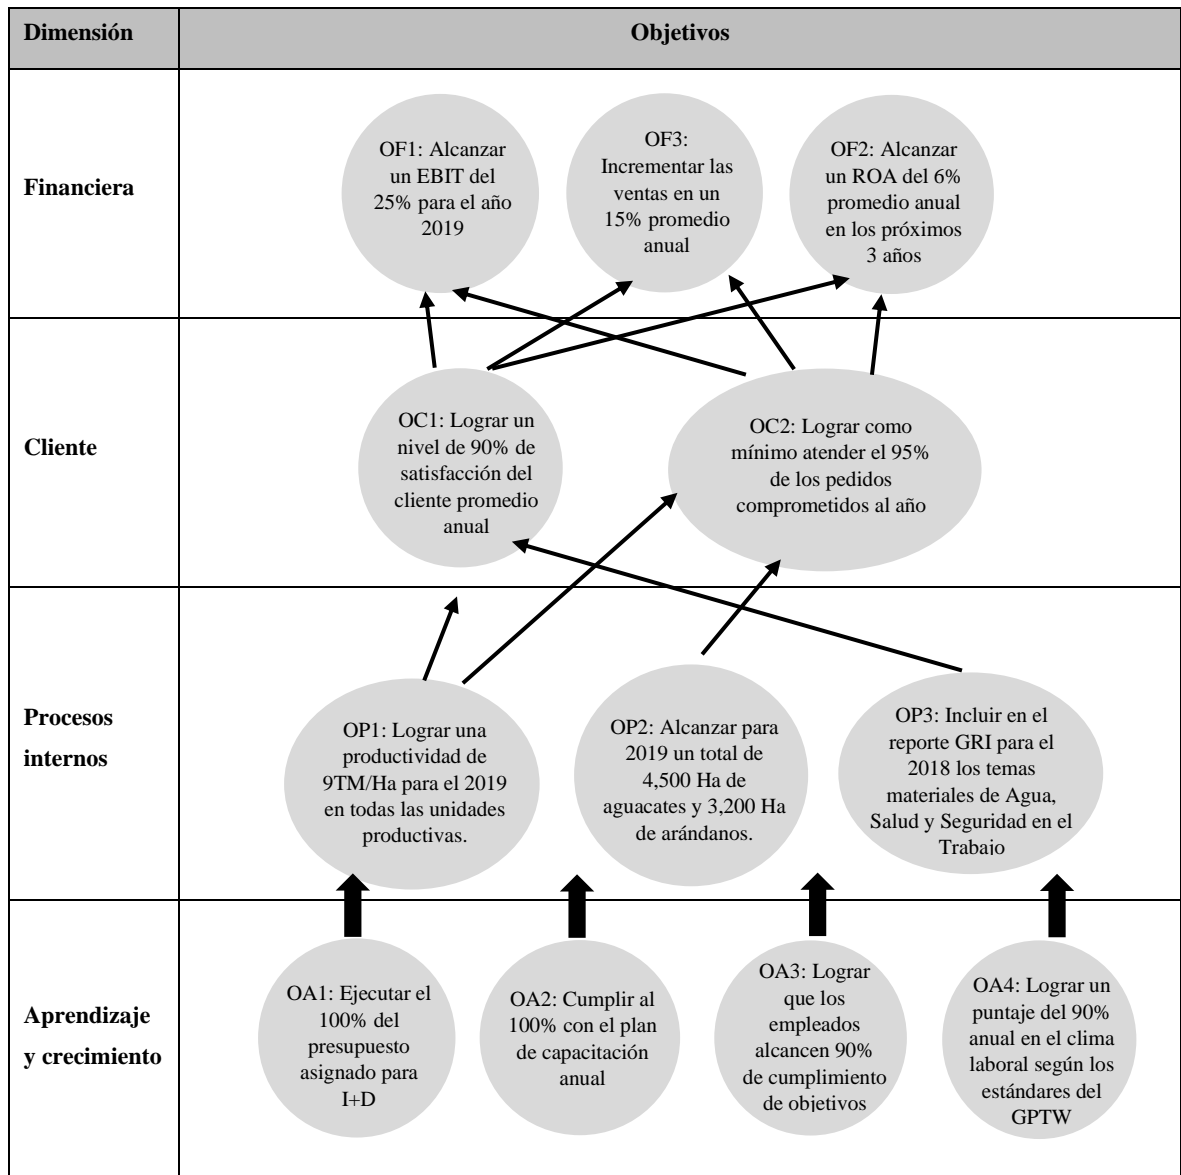 Dimensión
Objetivos
Financiera
OF1: Alcanzar
un EBIT del
25% para el año
2019
OF3:
Incrementar las
ventas en un
15% promedio
anual
OF2: Alcanzar
un ROA del 6%
promedio anual
en los próximos
3 años
Cliente
OC1: Lograr un
nivel de 90% de
satisfacción del
cliente promedio
anual
OC2: Lograr como
mínimo atender el 95%
de los pedidos
comprometidos al año
Procesos
internos
OP1: Lograr una
productividad de
9TM/Ha para el 2019
en todas las unidades
productivas.
OP2: Alcanzar para
2019 un total de
4,500 Ha de
aguacates y 3,200 Ha
de arándanos.
OP3: Incluir en el
reporte GRI para el
2018 los temas
materiales de Agua,
Salud y Seguridad en el
Trabajo
Aprendizaje
y crecimiento
OA1: Ejecutar el
100% del
presupuesto
asignado para
I+D
OA2: Cumplir al
100% con el plan
de capacitación
anual
OA3: Lograr
que los
empleados
alcancen 90%
de cumplimiento
de objetivos
OA4: Lograr un
puntaje del 90%
anual en el clima
laboral según los
estándares del
GPTW